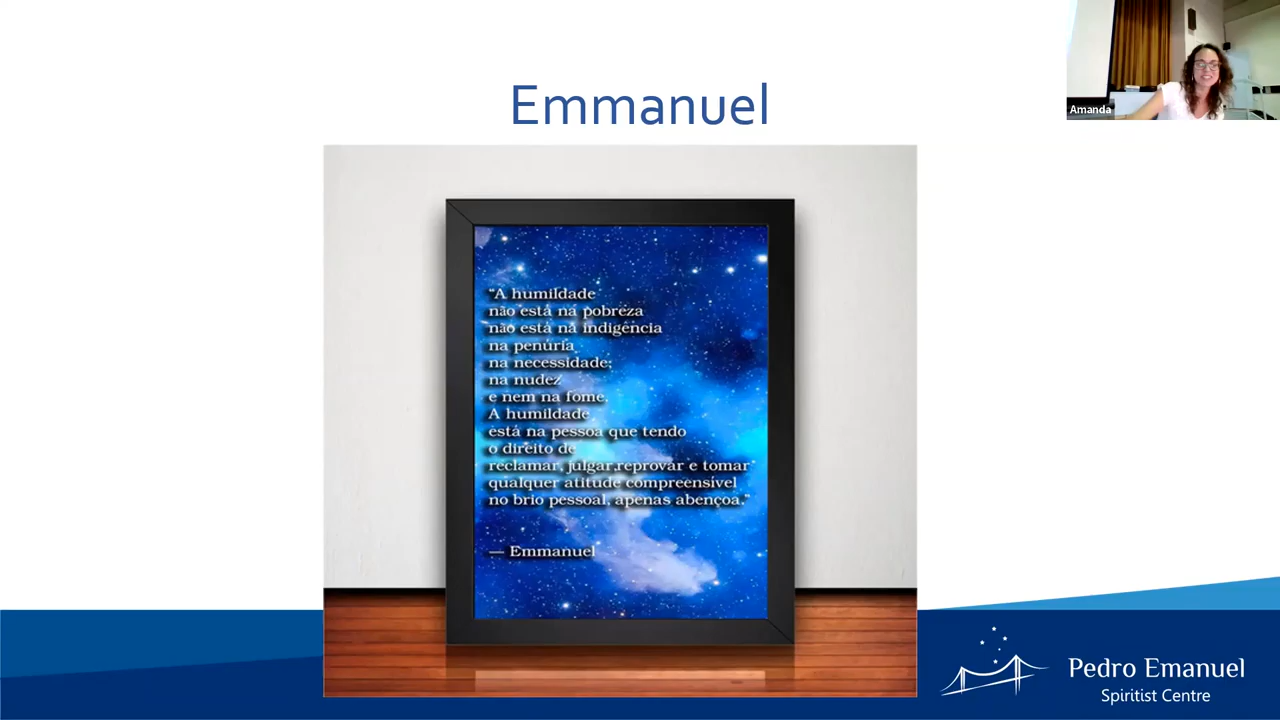 Emmanuel
Amanda
“A humildade
não está na pobreza
não está na indigência
na penúria
na necessidade;
na nudez
e nem na fome.
A humildade
está na pessoa que tendo
o direito de
reclamar, julgar,reprovar e tomar
qualquer atitude compreensível
no brio pessoal, apenas abençoa.”
— Emmanuel
Pedro Emanuel
Spiritist Centre